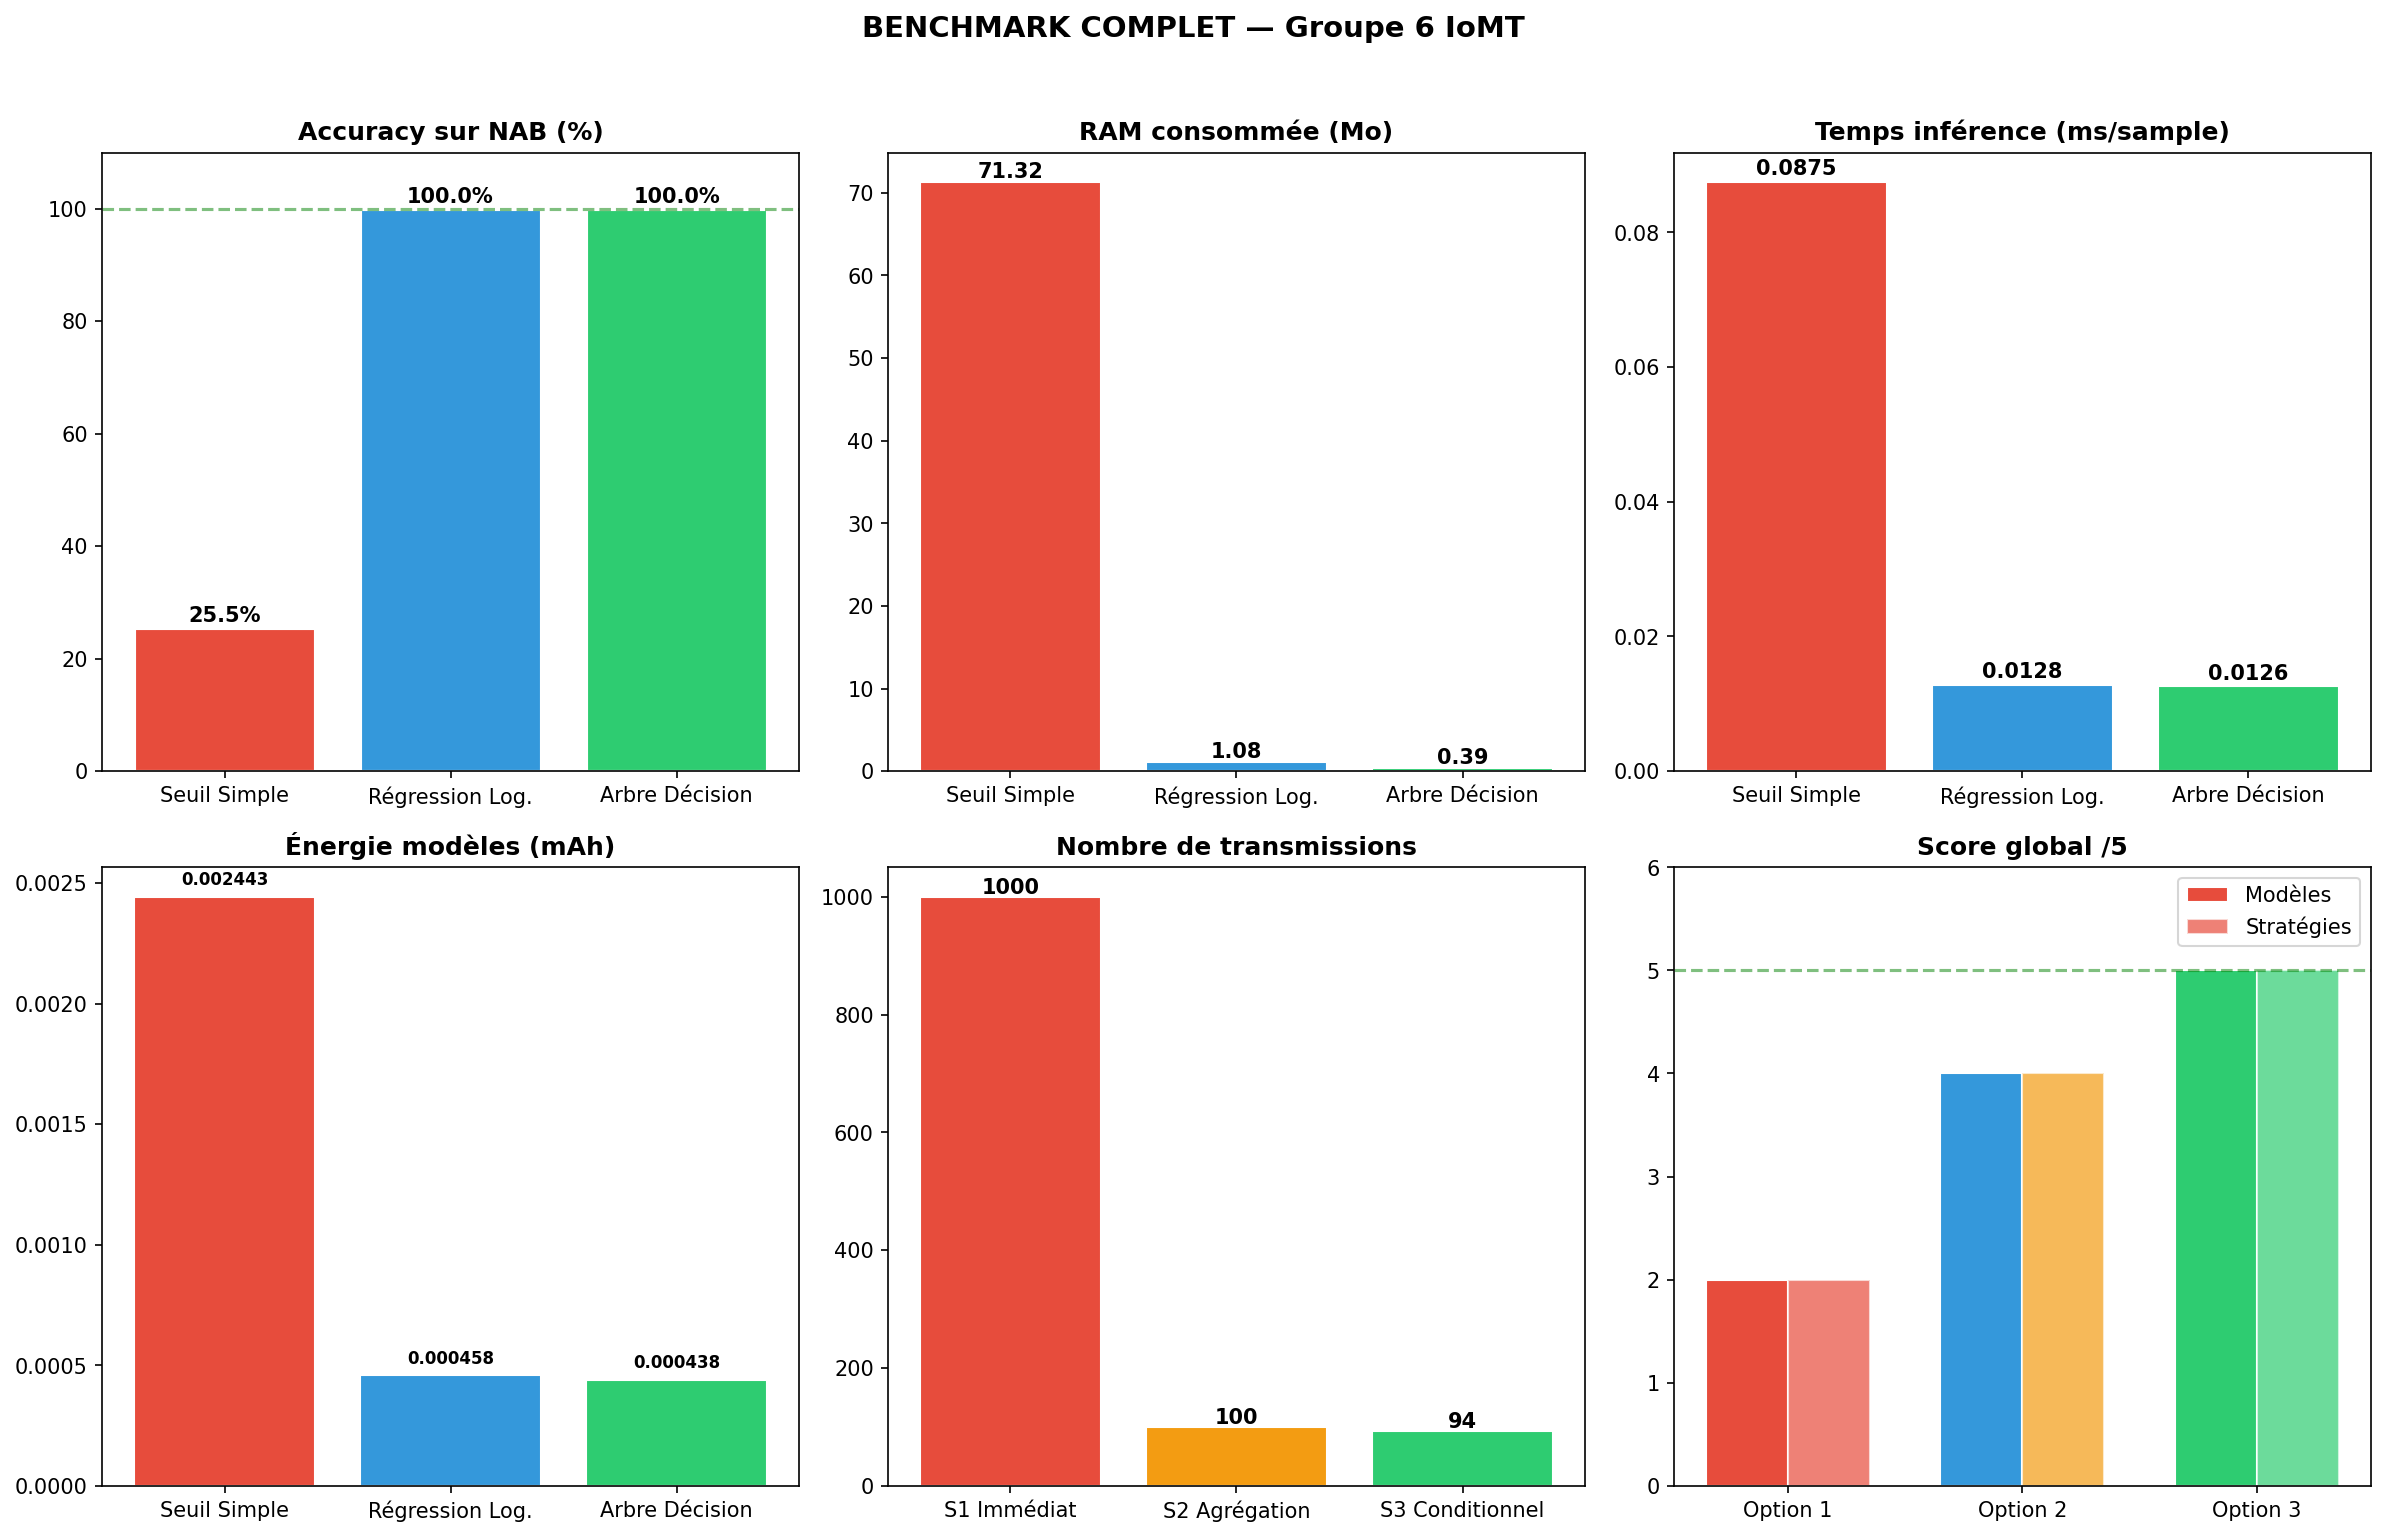 BENCHMARK COMPLET — Groupe 6 IoMT
Accuracy sur NAB (%)
100
80
60
40
20
0
25.5%
100.0%
100.0%
Seuil Simple
Régression Log.
Arbre Décision
RAM consommée (Mo)
70
60
50
40
30
20
10
0
71.32
1.08
0.39
Seuil Simple
Régression Log.
Arbre Décision
Temps inférence (ms/sample)
0.08
0.06
0.04
0.02
0.00
0.0875
0.0128
0.0126
Seuil Simple
Régression Log.
Arbre Décision
Énergie modèles (mAh)
0.0025
0.0020
0.0015
0.0010
0.0005
0.0000
0.002443
0.000458
0.000438
Seuil Simple
Régression Log.
Arbre Décision
Nombre de transmissions
1000
800
600
400
200
0
1000
100
94
S1 Immédiat
S2 Agrégation
S3 Conditionnel
Score global /5
6
5
4
3
2
1
0
Modèles
Stratégies
Option 1
Option 2
Option 3